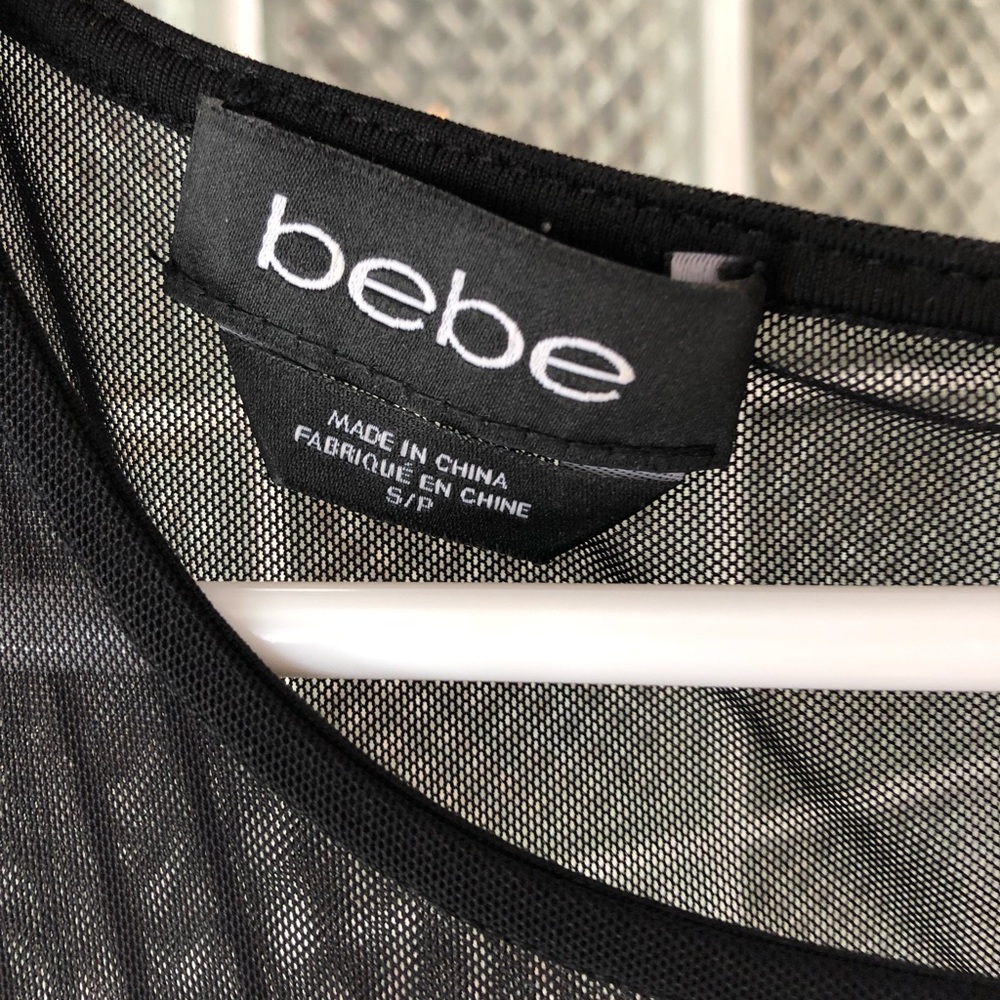 bebe
MADE IN CHINA
FABRIQUÉ EN CHINE
S/P